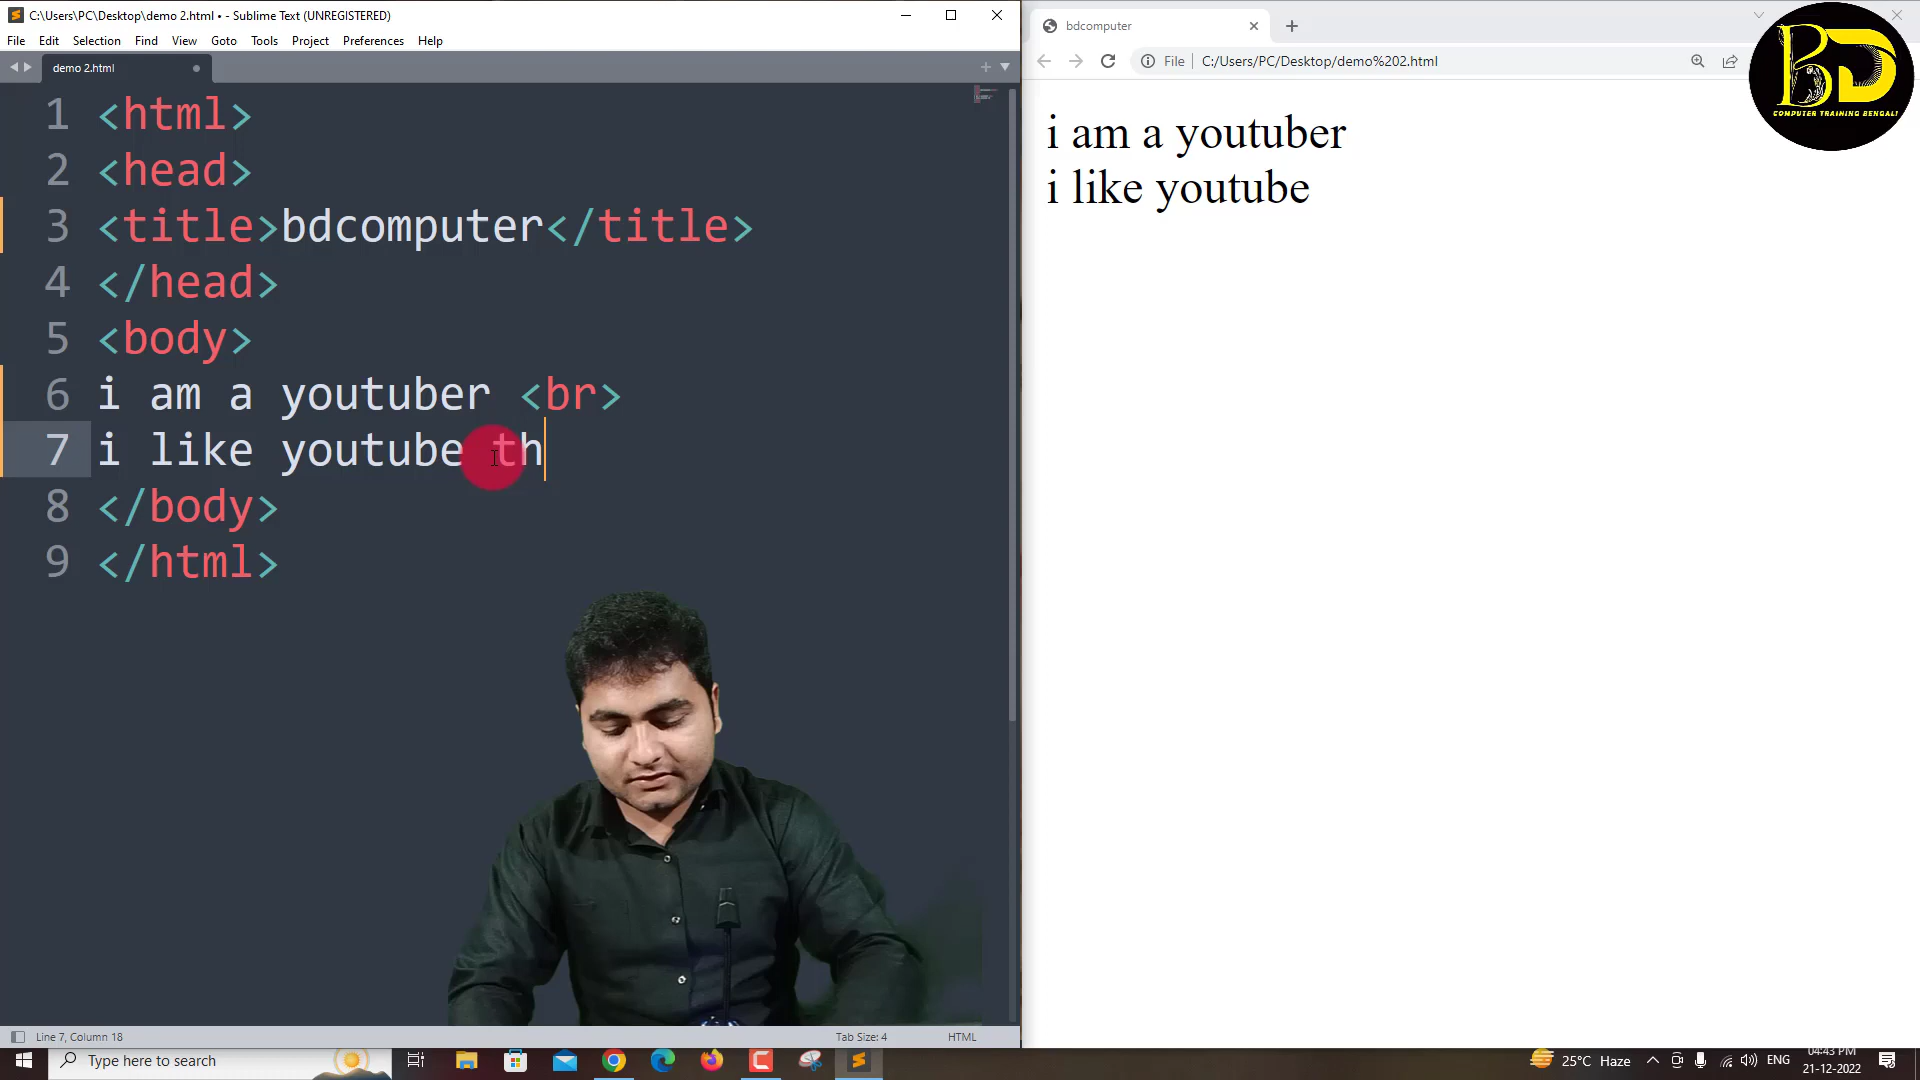 C:\Users\PC\Desktop\demo 2.html • - Sublime Text (UNREGISTERED)
File Edit Selection Find View Goto Tools Project Preferences Help
demo 2.html
1 <html>
2 <head>
3 <title>bdcomputer</title>
4 </head>
5 <body>
6 i am a youtuber <br>
7 i like youtube th
8 </body>
9 </html>
Line 7, Column 18
Tab Size: 4
HTML
bdcomputer
File C:/Users/PC/Desktop/demo%202.html
i am a youtuber
i like youtube
BD
COMPUTER TRAINING BENGALI
Type here to search
25°C Haze
ENG
04:43 PM
21-12-2022